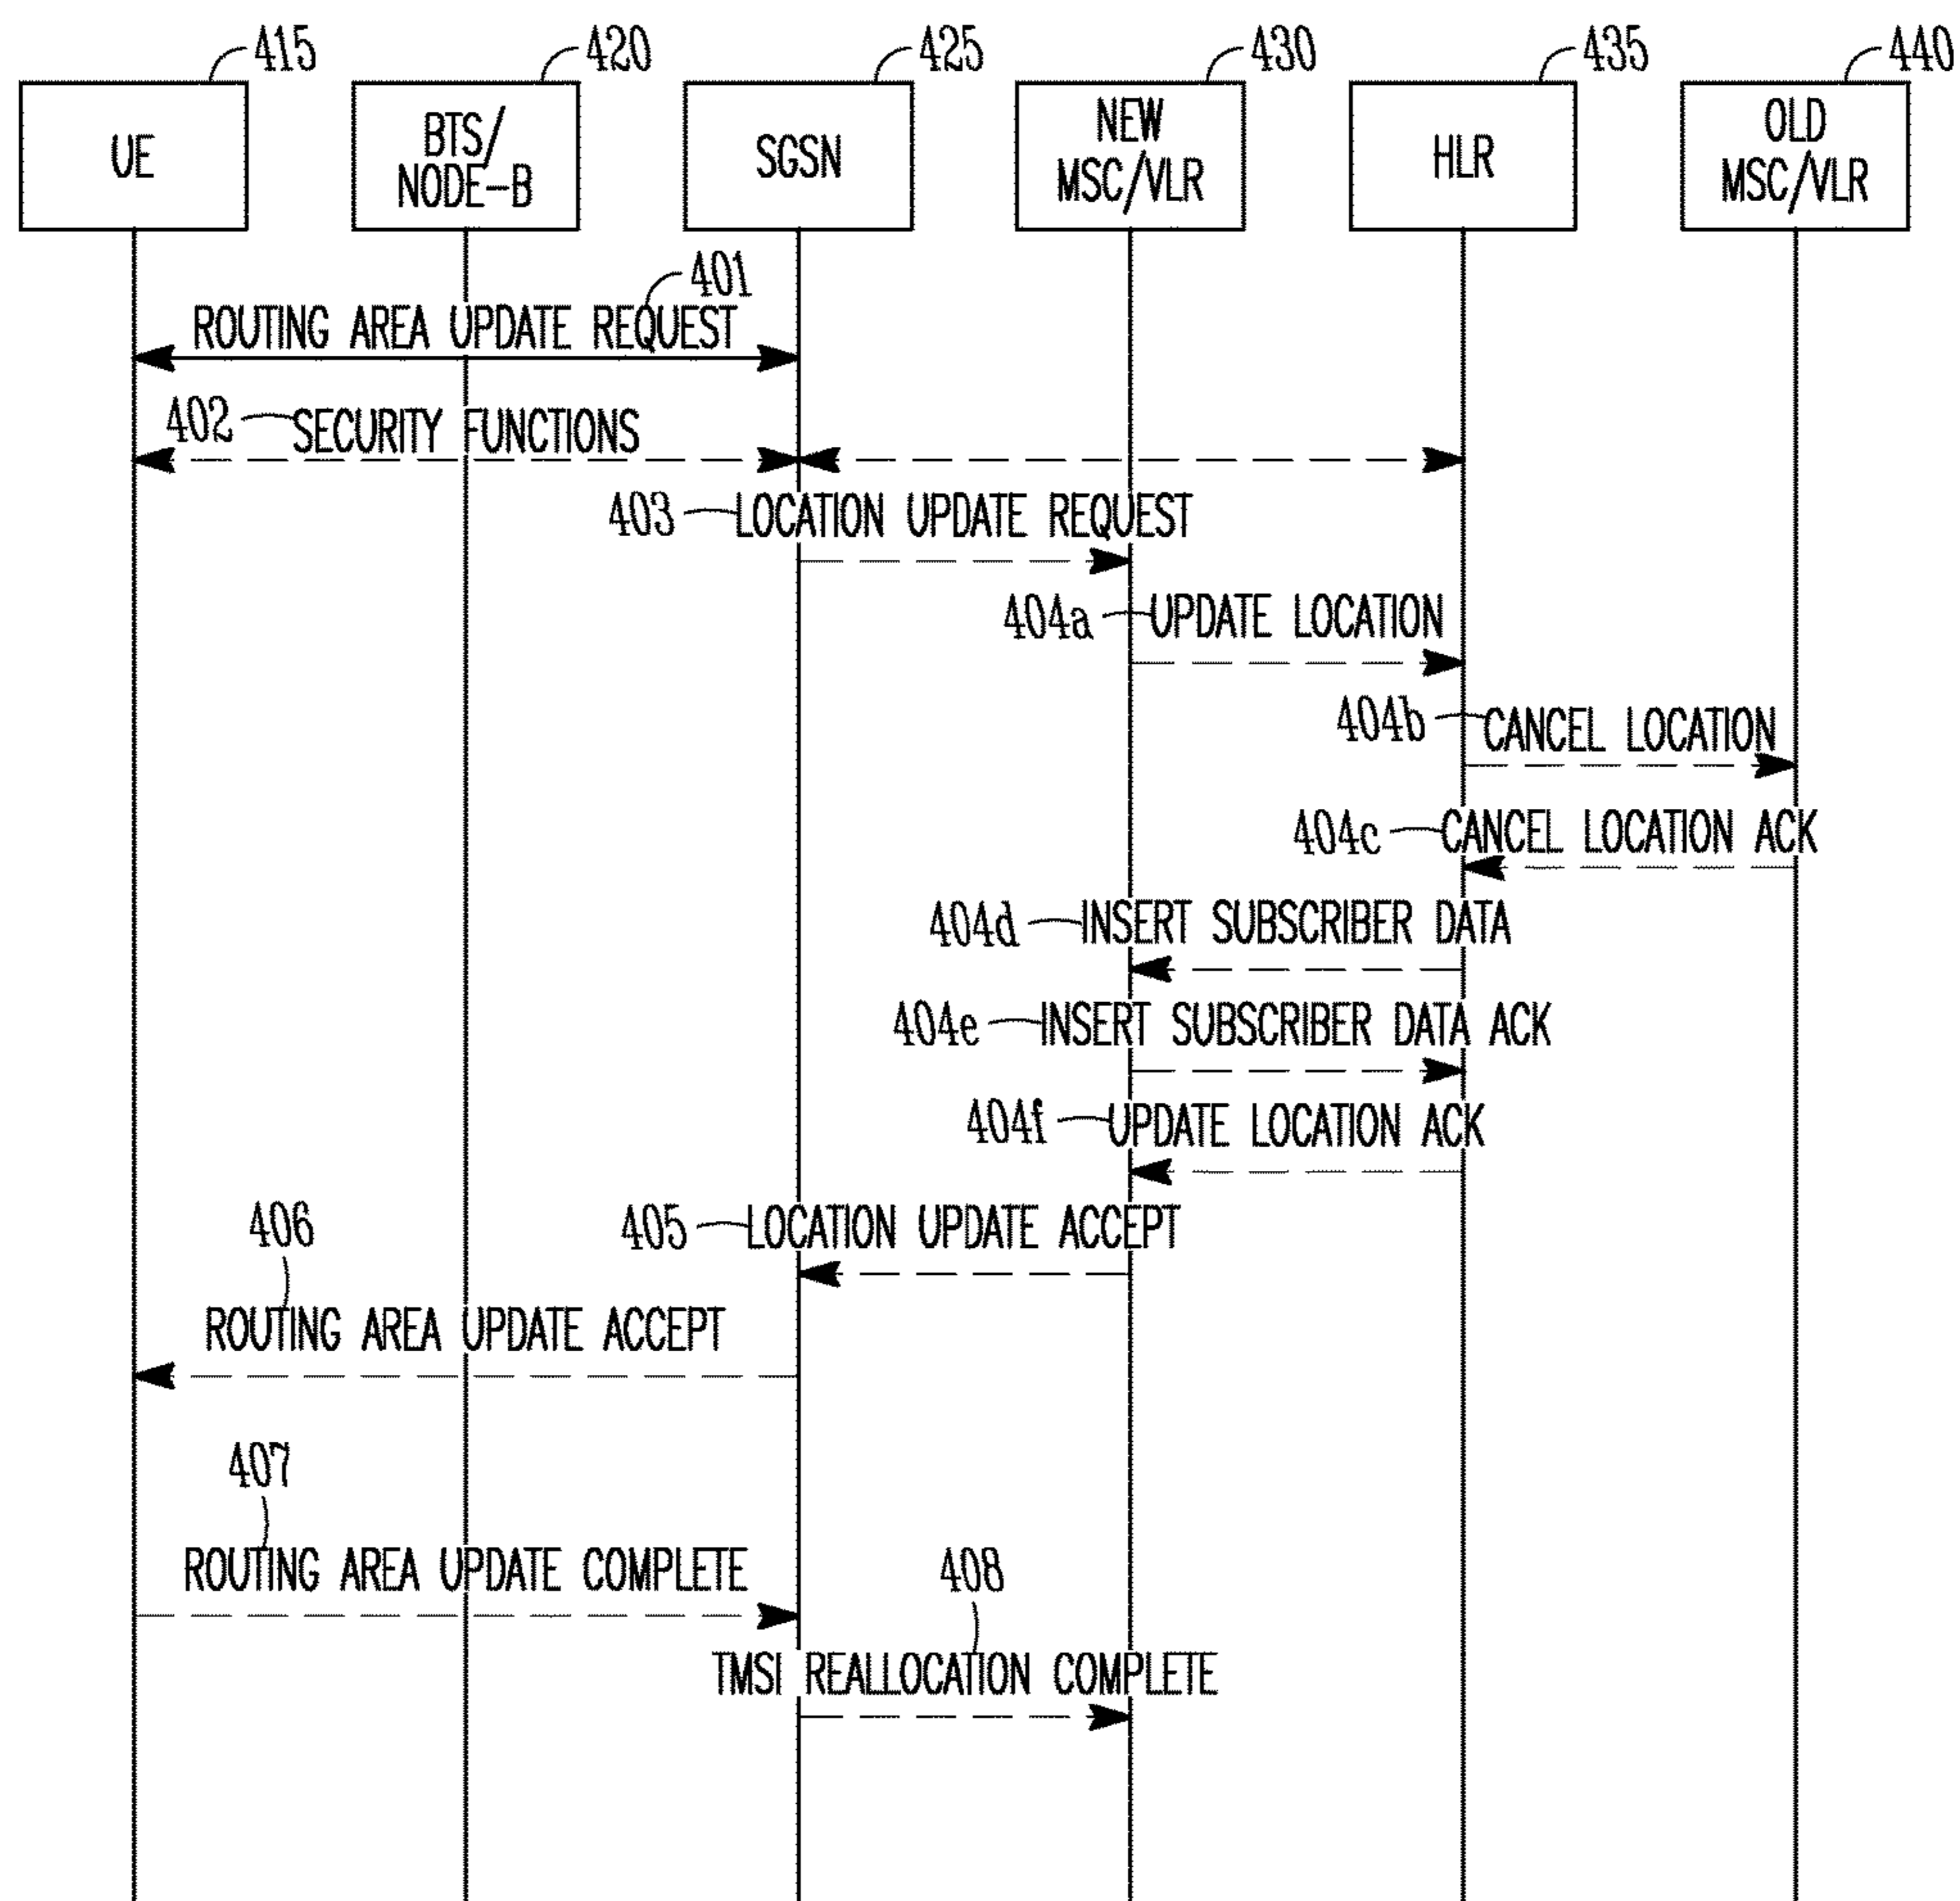 415
420
425
430
435
440
UE
BTS/
NODE-B
SGSN
NEW
MSC/VLR
HLR
OLD
MSC/VLR
401
ROUTING AREA UPDATE REQUEST
402 SECURITY FUNCTIONS
403 LOCATION UPDATE REQUEST
404a UPDATE LOCATION
404b CANCEL LOCATION
404c CANCEL LOCATION ACK
404d INSERT SUBSCRIBER DATA
404e INSERT SUBSCRIBER DATA ACK
404f UPDATE LOCATION ACK
405 LOCATION UPDATE ACCEPT
406
ROUTING AREA UPDATE ACCEPT
407
ROUTING AREA UPDATE COMPLETE
408
TMSI REALLOCATION COMPLETE